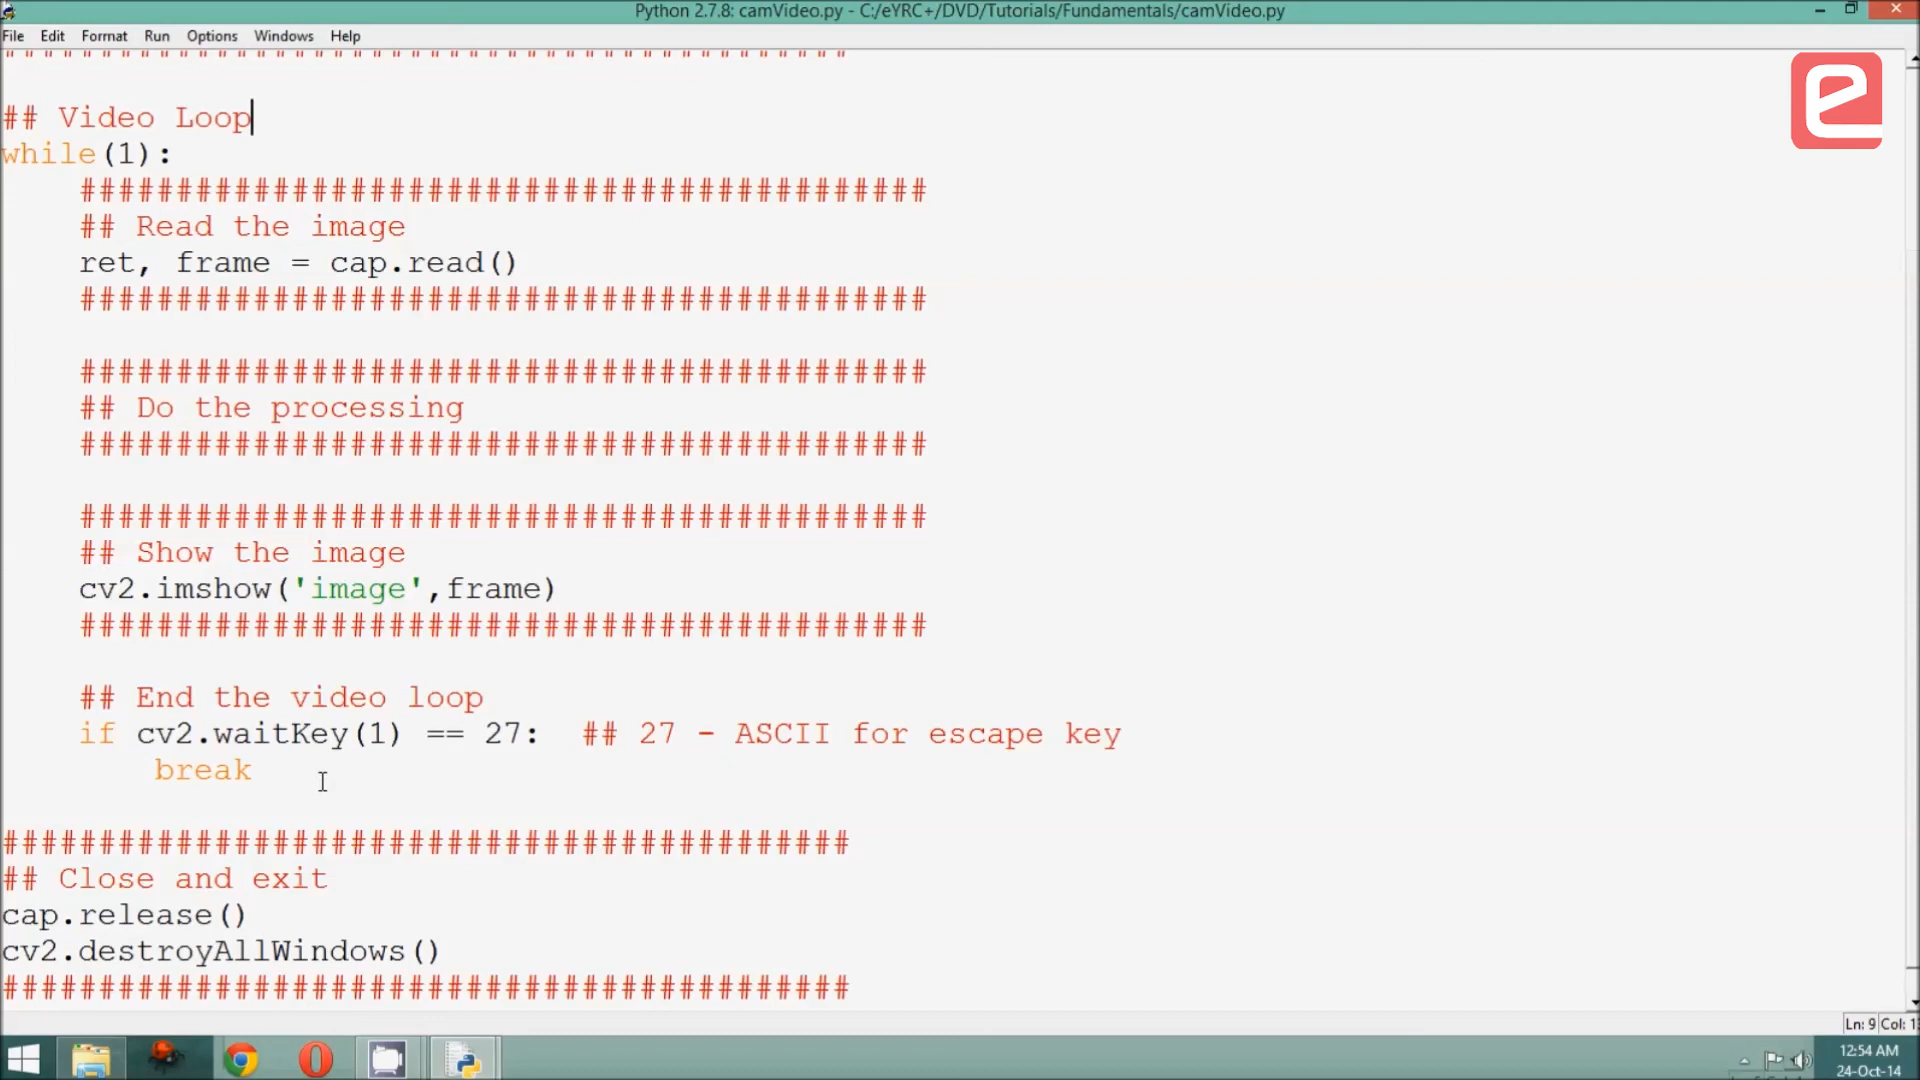 Python 2.7.8: camVideo.py - C:/eYRC+/DVD/Tutorials/Fundamentals/camVideo.py
File Edit Format Run Options Windows Help
## Video Loop
while(1):
############################################
## Read the image
ret, frame = cap.read()
############################################
############################################
## Do the processing
############################################
############################################
## Show the image
cv2.imshow('image',frame)
############################################
## End the video loop
if cv2.waitKey(1) == 27:  ## 27 - ASCII for escape key
break
############################################
## Close and exit
cap.release()
cv2.destroyAllWindows()
############################################
Ln: 9 Col: 1
12:54 AM
24-Oct-14